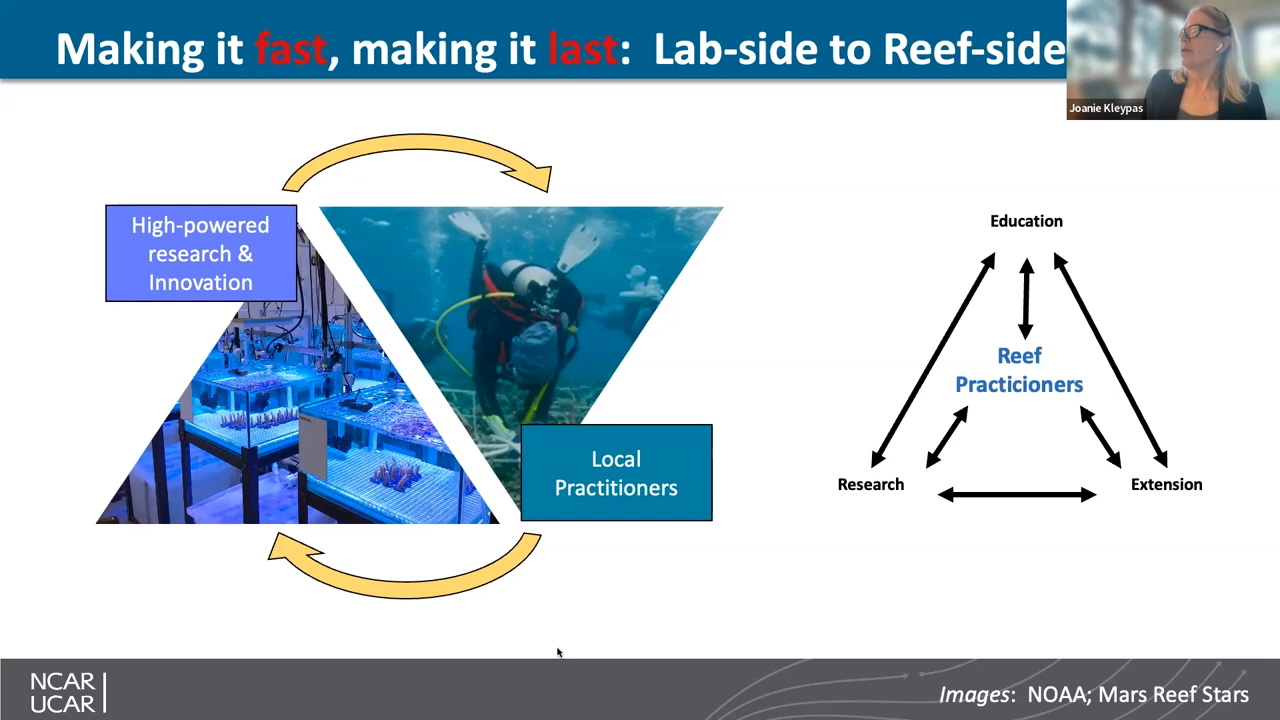 Making it fast, making it last: Lab-side to Reef-side
Joanie Kleypas
High-powered
research &
Innovation
Local
Practitioners
Education
Reef
Practicioners
Research
Extension
NCAR
UCAR
Images: NOAA; Mars Reef Stars